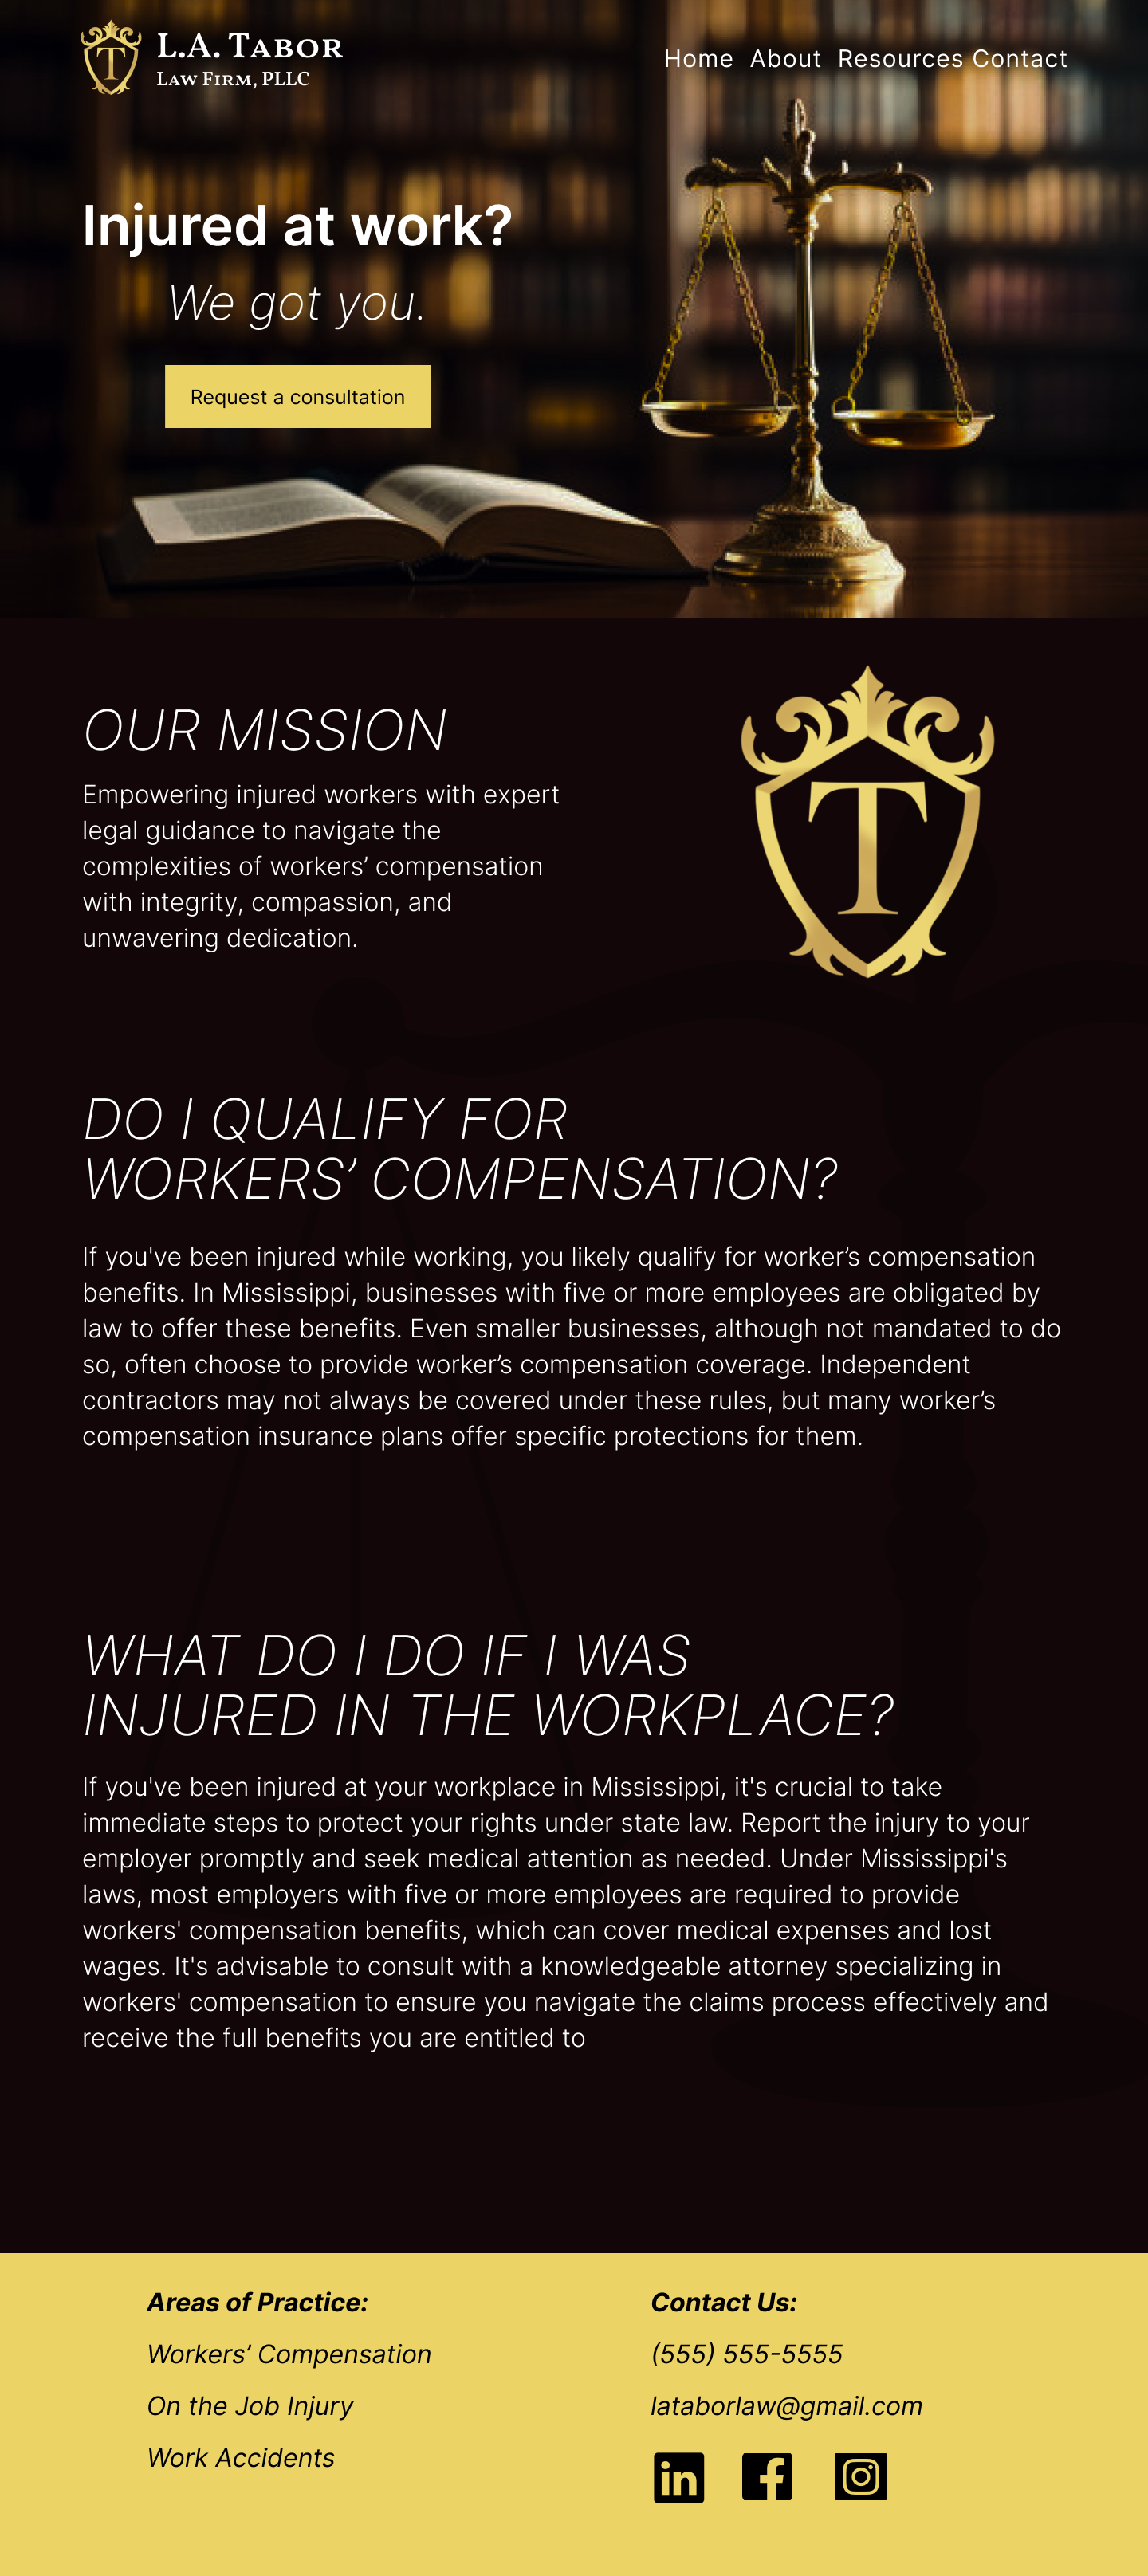 L.A. Tabor
Law Firm, PLLC
Home About Resources Contact
Injured at work?
We got you.
Request a consultation
OUR MISSION
Empowering injured workers with expert
legal guidance to navigate the
complexities of workers’ compensation
with integrity, compassion, and
unwavering dedication.
T
DO I QUALIFY FOR
WORKERS’ COMPENSATION?
If you've been injured while working, you likely qualify for worker’s compensation
benefits. In Mississippi, businesses with five or more employees are obligated by
law to offer these benefits. Even smaller businesses, although not mandated to do
so, often choose to provide worker’s compensation coverage. Independent
contractors may not always be covered under these rules, but many worker’s
compensation insurance plans offer specific protections for them.
WHAT DO I DO IF I WAS
INJURED IN THE WORKPLACE?
If you've been injured at your workplace in Mississippi, it's crucial to take
immediate steps to protect your rights under state law. Report the injury to your
employer promptly and seek medical attention as needed. Under Mississippi's
laws, most employers with five or more employees are required to provide
workers' compensation benefits, which can cover medical expenses and lost
wages. It's advisable to consult with a knowledgeable attorney specializing in
workers' compensation to ensure you navigate the claims process effectively and
receive the full benefits you are entitled to
Areas of Practice:
Workers’ Compensation
On the Job Injury
Work Accidents
Contact Us:
(555) 555-5555
lataborlaw@gmail.com